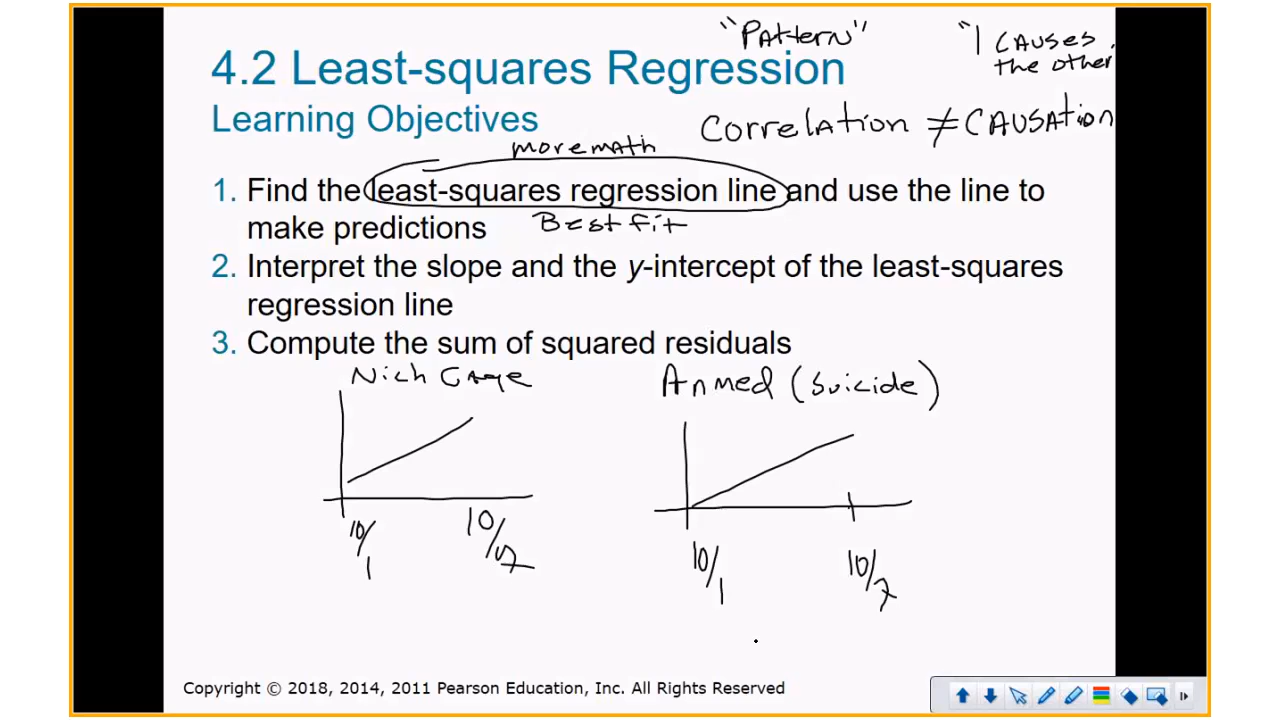 "Pattern"
"1 CAUSES
the other
4.2 Least-squares Regression
Learning Objectives
Correlation ≠ CAUSAtion
more math
1. Find the least-squares regression line and use the line to
make predictions
Best fit
2. Interpret the slope and the y-intercept of the least-squares
regression line
3. Compute the sum of squared residuals
Nich Cage
Anmed (Suicide)
10/1
10/07
10/1
10/7
Copyright © 2018, 2014, 2011 Pearson Education, Inc. All Rights Reserved